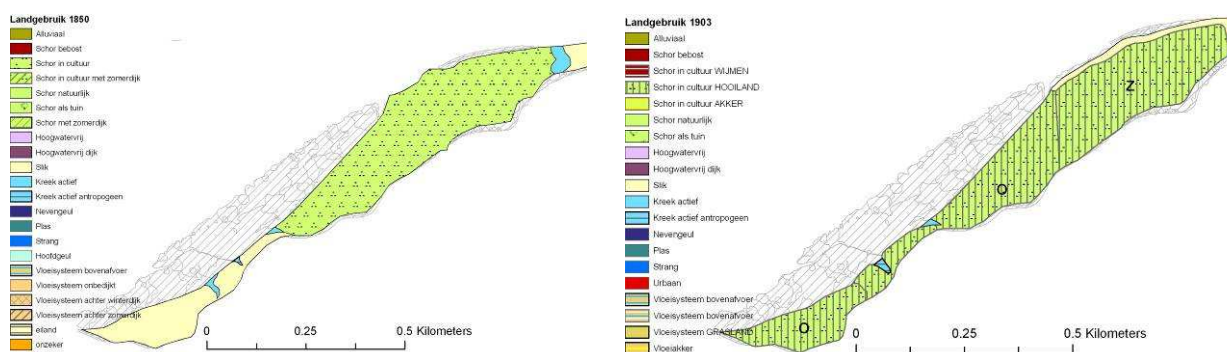 Landgebruik 1850
Alluviaal
Schor bebost
Schor in cultuur
Schor in cultuur met zomerdijk
Schor natuurlijk
Schor als tuin
Schor met zomerdijk
Hoogwatervrij
Hoogwatervrij dijk
Slik
Kreek actief
Kreek actief antropogeen
Nevengeul
Plas
Strang
Hoofdgeul
Vloeisysteem bovenafvoer
Vloeisysteem onbedijkt
Vloeisysteem achter winterdijk
Vloeisysteem achter zomerdijk
eiland
onzeker
0 0.25 0.5 Kilometers
Landgebruik 1903
Alluviaal
Schor bebost
Schor in cultuur WIJMEN
Schor in cultuur HOOILAND
Schor in cultuur AKKER
Schor natuurlijk
Schor als tuin
Hoogwatervrij
Hoogwatervrij dijk
Slik
Kreek actief
Kreek actief antropogeen
Nevengeul
Plas
Strang
Urbaan
Vloeisysteem bovenafvoer
Vloeisysteem bovenafvoer
Vloeisysteem GRASLAND
Vloeiakker
Z
O
O
0 0.25 0.5 Kilometers